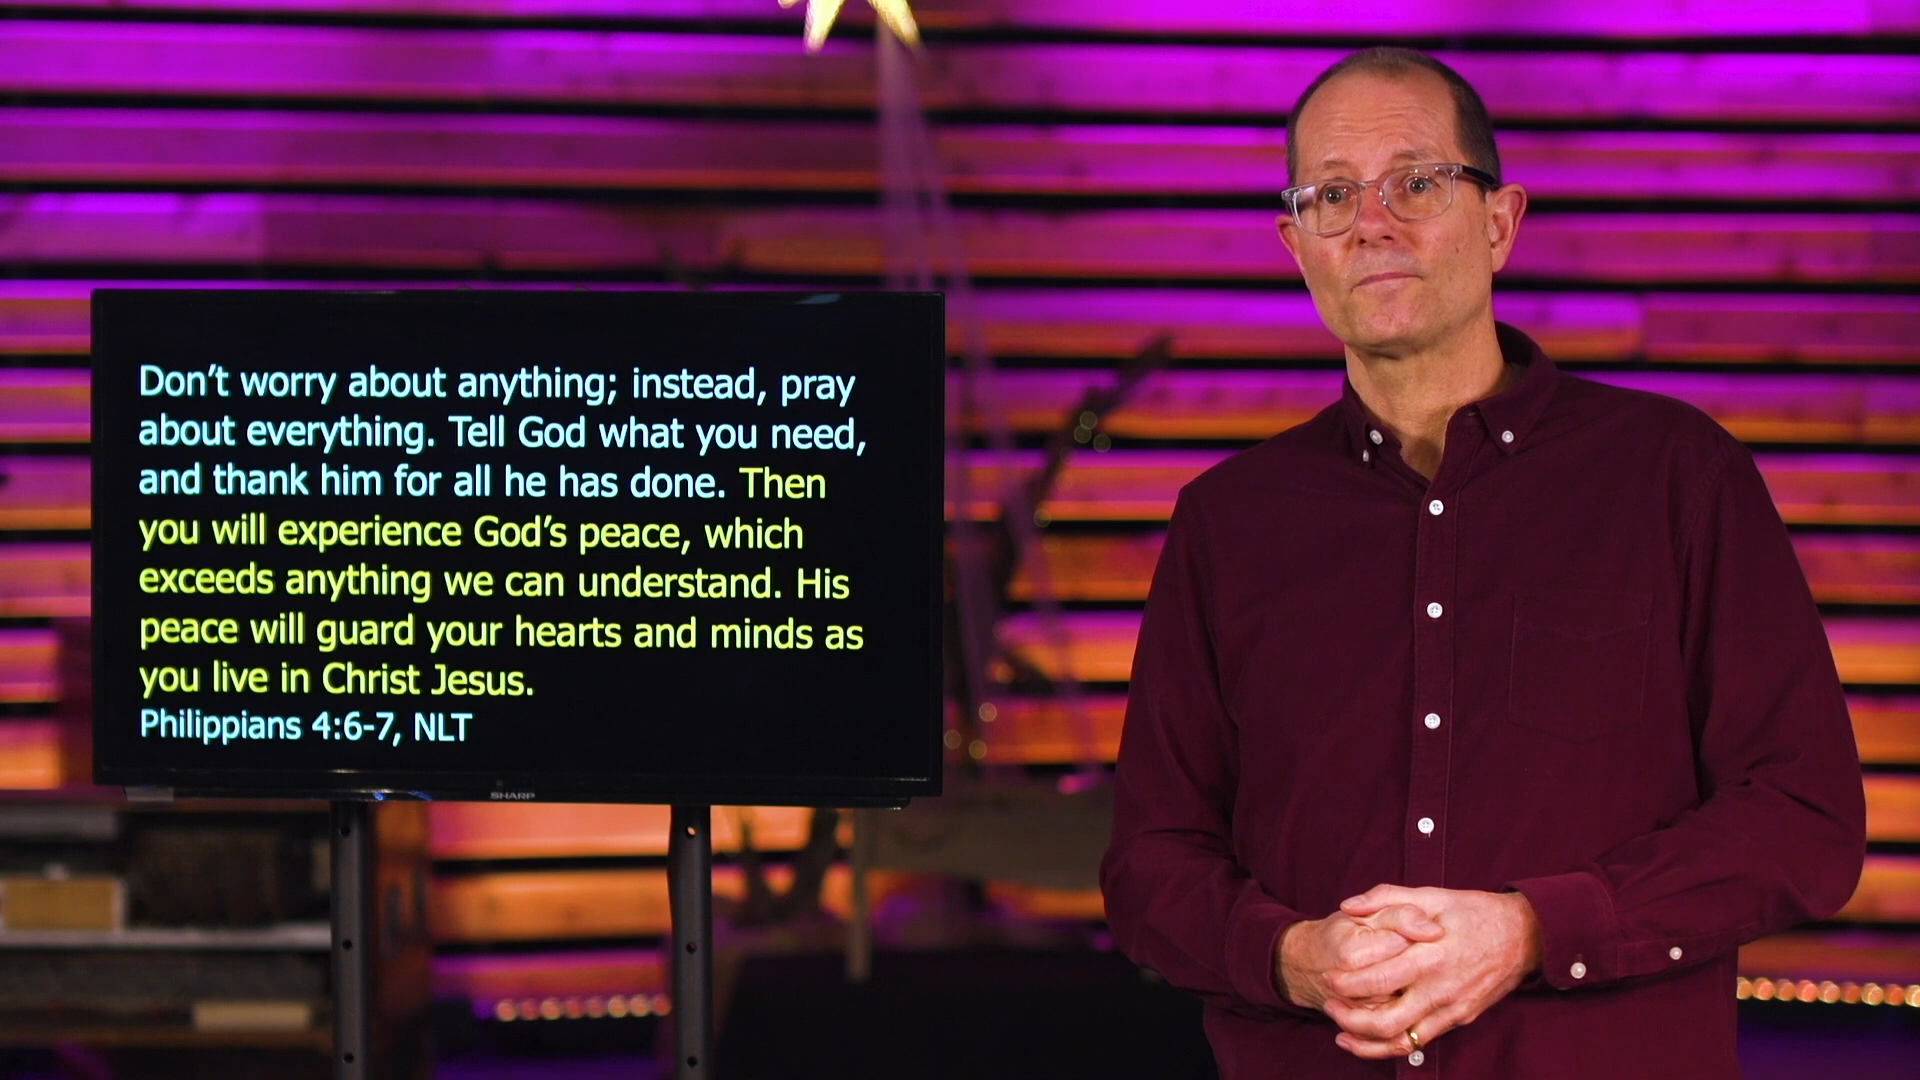 Don’t worry about anything; instead, pray
about everything. Tell God what you need,
and thank him for all he has done. Then
you will experience God’s peace, which
exceeds anything we can understand. His
peace will guard your hearts and minds as
you live in Christ Jesus.
Philippians 4:6-7, NLT
SHARP